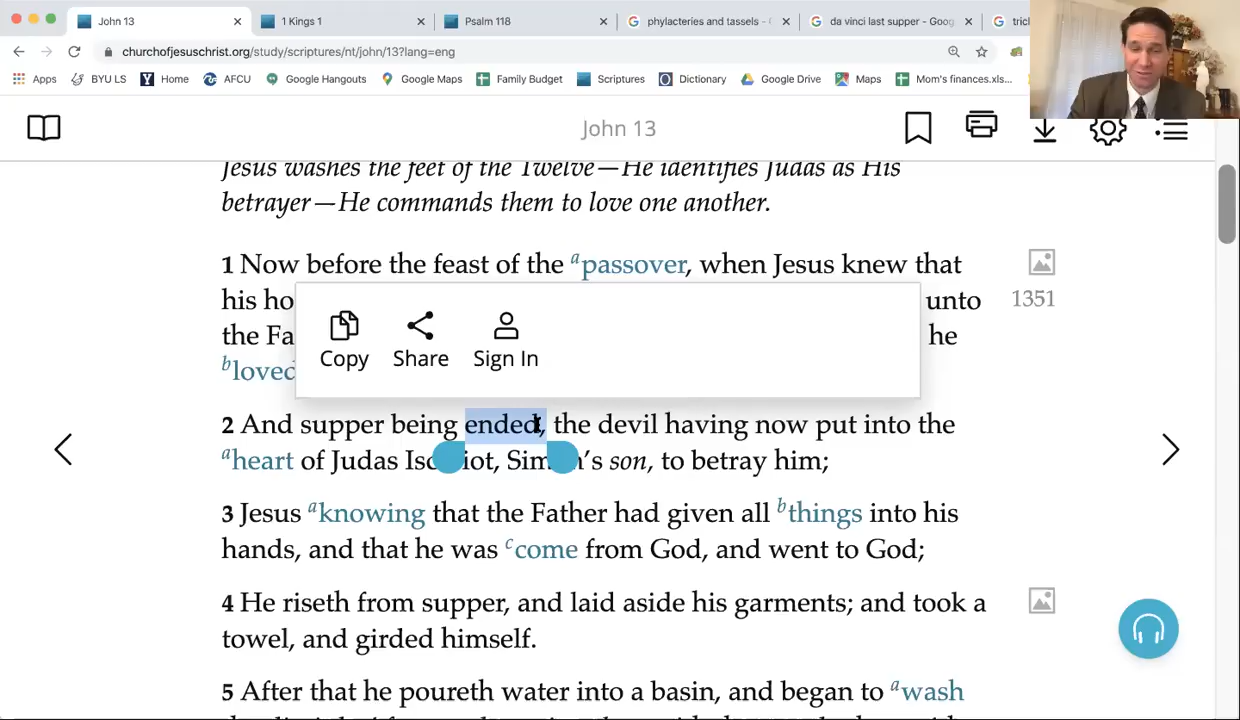 John 13
1 Kings 1
Psalm 118
phylacteries and tassels - G
da vinci last supper - Goog
tricl
churchofjesuschrist.org/study/scriptures/nt/john/13?lang=eng
Apps BYU LS Home AFCU Google Hangouts Google Maps Family Budget Scriptures Dictionary Google Drive Maps Mom's finances.xls...
John 13
Jesus washes the feet of the Twelve—He identifies Judas as His
betrayer—He commands them to love one another.
1 Now before the feast of the a passover, when Jesus knew that
his ho unto
1351
the Fa he
b loved
Copy Share Sign In
2 And supper being ended, the devil having now put into the
a heart of Judas Isc iot, Sim 's son, to betray him;
3 Jesus a knowing that the Father had given all b things into his
hands, and that he was c come from God, and went to God;
4 He riseth from supper, and laid aside his garments; and took a
towel, and girded himself.
5 After that he poureth water into a basin, and began to a wash